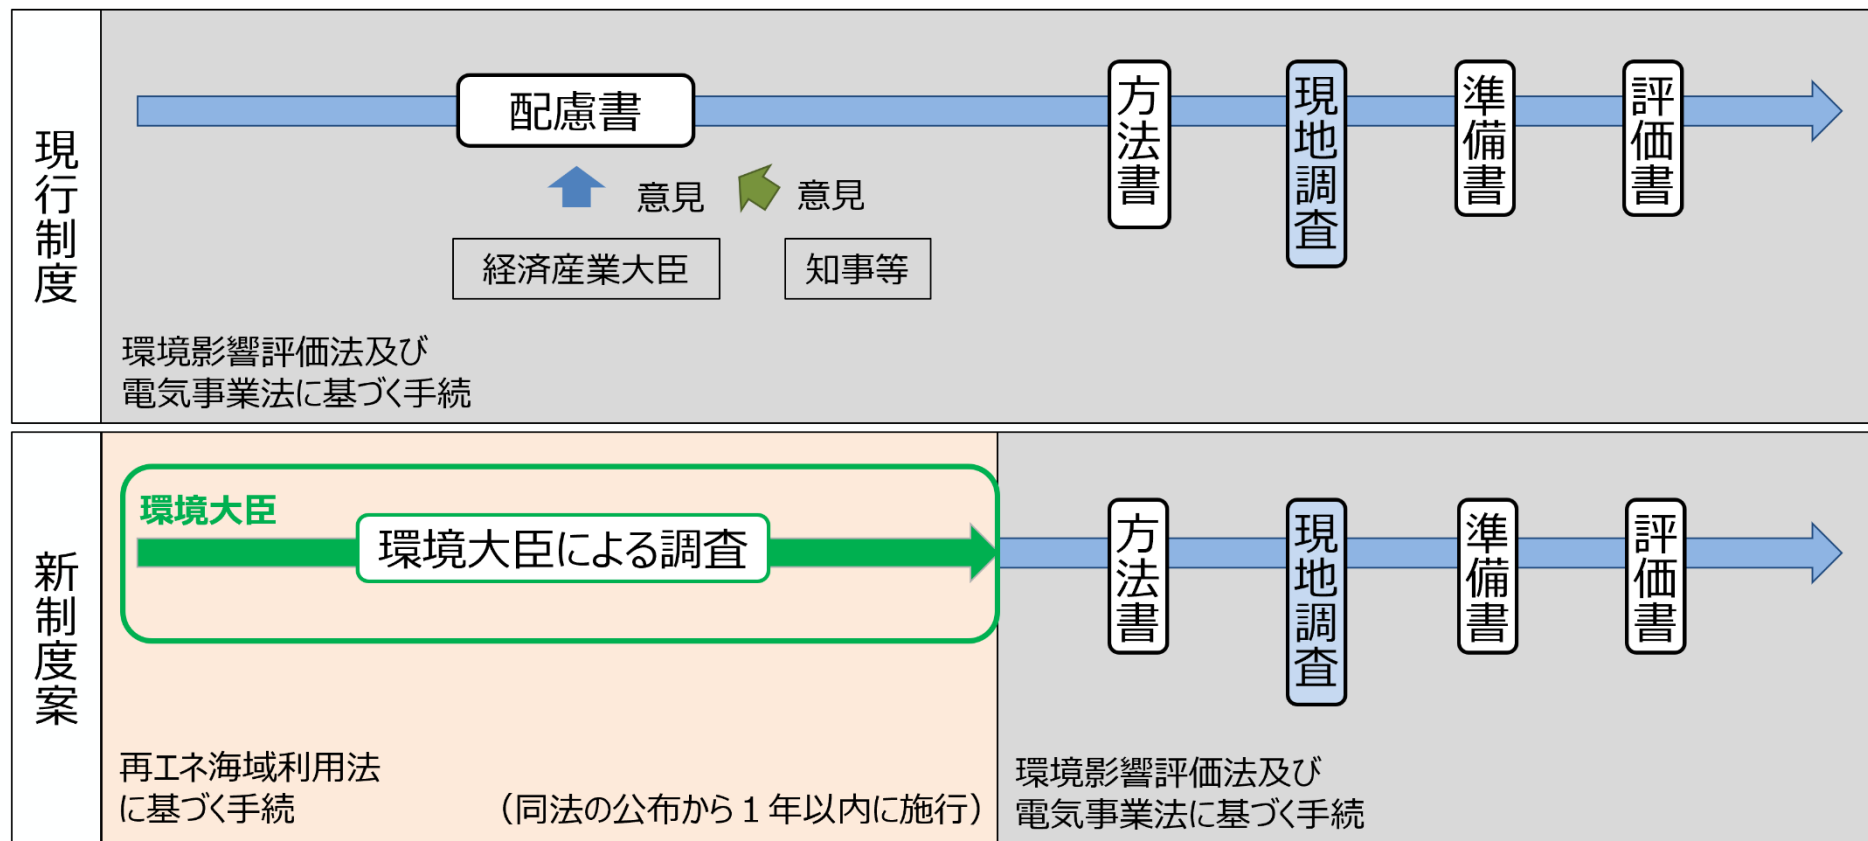 現行制度
配慮書
方法書
現地調査
準備書
評価書
意見
意見
経済産業大臣
知事等
環境影響評価法及び
電気事業法に基づく手続
新制度案
環境大臣
環境大臣による調査
方法書
現地調査
準備書
評価書
再エネ海域利用法
に基づく手続
（同法の公布から１年以内に施行）
環境影響評価法及び
電気事業法に基づく手続